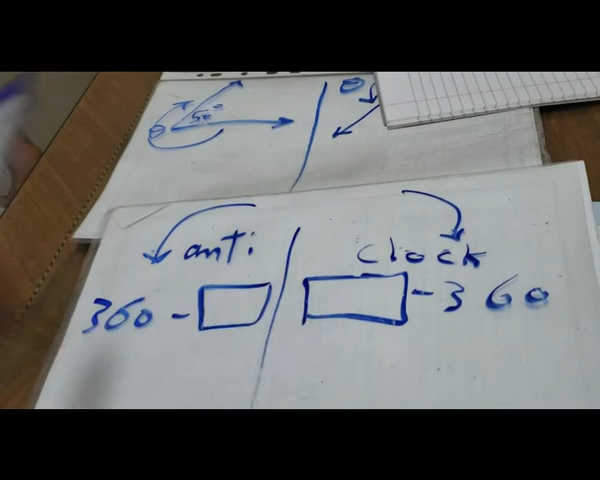 50°
θ
θ
anti
clock
360 -
- 360